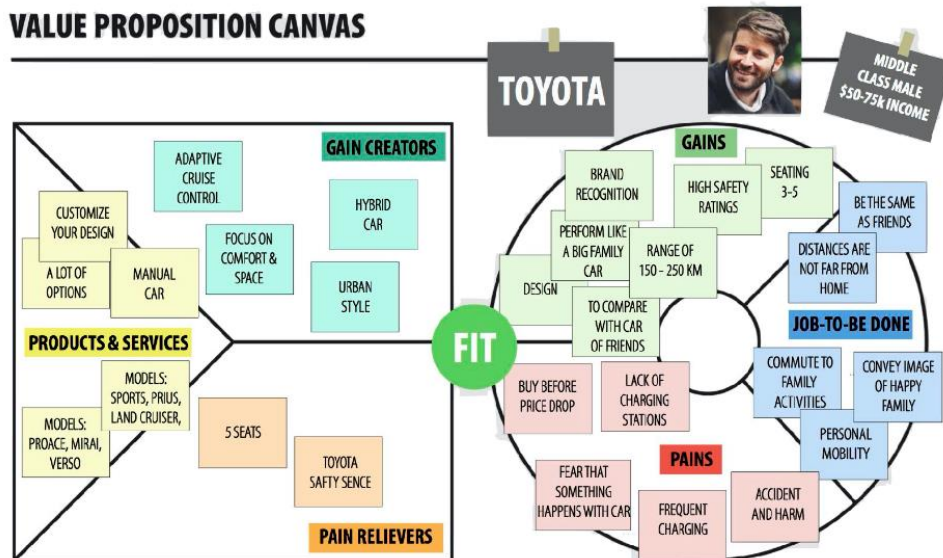 VALUE PROPOSITION CANVAS
TOYOTA
MIDDLE
CLASS MALE
$50-75k INCOME
GAIN CREATORS
ADAPTIVE
CRUISE
CONTROL
HYBRID
CAR
FOCUS ON
COMFORT &
SPACE
URBAN
STYLE
CUSTOMIZE
YOUR DESIGN
A LOT OF
OPTIONS
MANUAL
CAR
PRODUCTS & SERVICES
MODELS:
SPORTS, PRIUS,
LAND CRUISER,
MODELS:
PROACE, MIRAI,
VERSO
5 SEATS
TOYOTA
SAFTY SENCE
PAIN RELIEVERS
FIT
GAINS
BRAND
RECOGNITION
HIGH SAFETY
RATINGS
SEATING
3-5
PERFORM LIKE
A BIG FAMILY
CAR
RANGE OF
150 – 250 KM
DESIGN
TO COMPARE
WITH CAR
OF FRIENDS
BE THE SAME
AS FRIENDS
DISTANCES ARE
NOT FAR FROM
HOME
JOB-TO-BE DONE
COMMUTE TO
FAMILY
ACTIVITIES
CONVEY IMAGE
OF HAPPY
FAMILY
PERSONAL
MOBILITY
BUY BEFORE
PRICE DROP
LACK OF
CHARGING
STATIONS
PAINS
FEAR THAT
SOMETHING
HAPPENS WITH CAR
FREQUENT
CHARGING
ACCIDENT
AND HARM